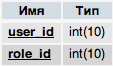 Имя Тип
user_id int(10)
role_id int(10)